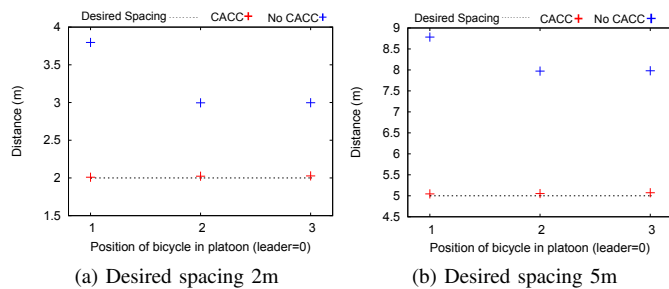 Desired Spacing CACC No CACC
4
3.5
3
2.5
2
1.5
Distance (m)
1 2 3
Position of bicycle in platoon (leader=0)
(a) Desired spacing 2m
Desired Spacing CACC No CACC
9
8.5
8
7.5
7
6.5
6
5.5
5
4.5
Distance (m)
1 2 3
Position of bicycle in platoon (leader=0)
(b) Desired spacing 5m